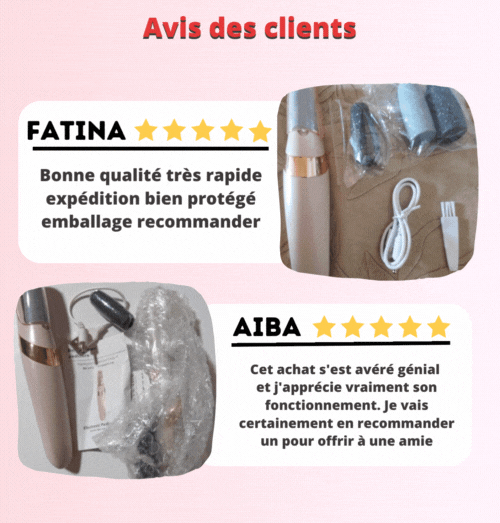 Avis des clients
FATINA
Bonne qualité très rapide
expédition bien protégé
emballage recommander
AIBA
Cet achat s'est avéré génial
et j'apprécie vraiment son
fonctionnement. Je vais
certainement en recommander
un pour offrir à une amie